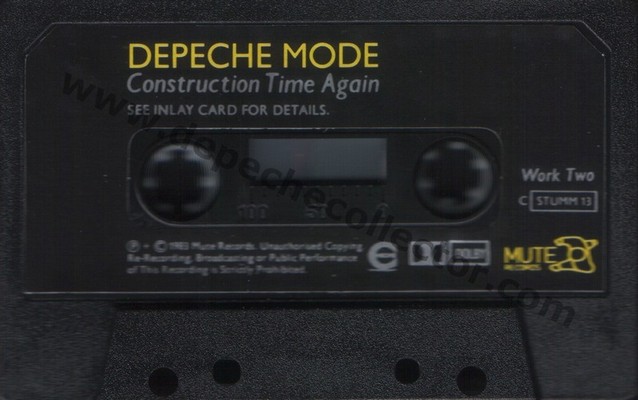 DEPECHE MODE
Construction Time Again
SEE INLAY CARD FOR DETAILS.
Work Two
C STUMM 13
100 50 0
℗ + © 1983 Mute Records. Unauthorised Copying
Re-Recording, Broadcasting or Public Performance
of This Recording is Strictly Prohibited.
DOLBY
MUTE
RECORDS
www.depechecollector.com